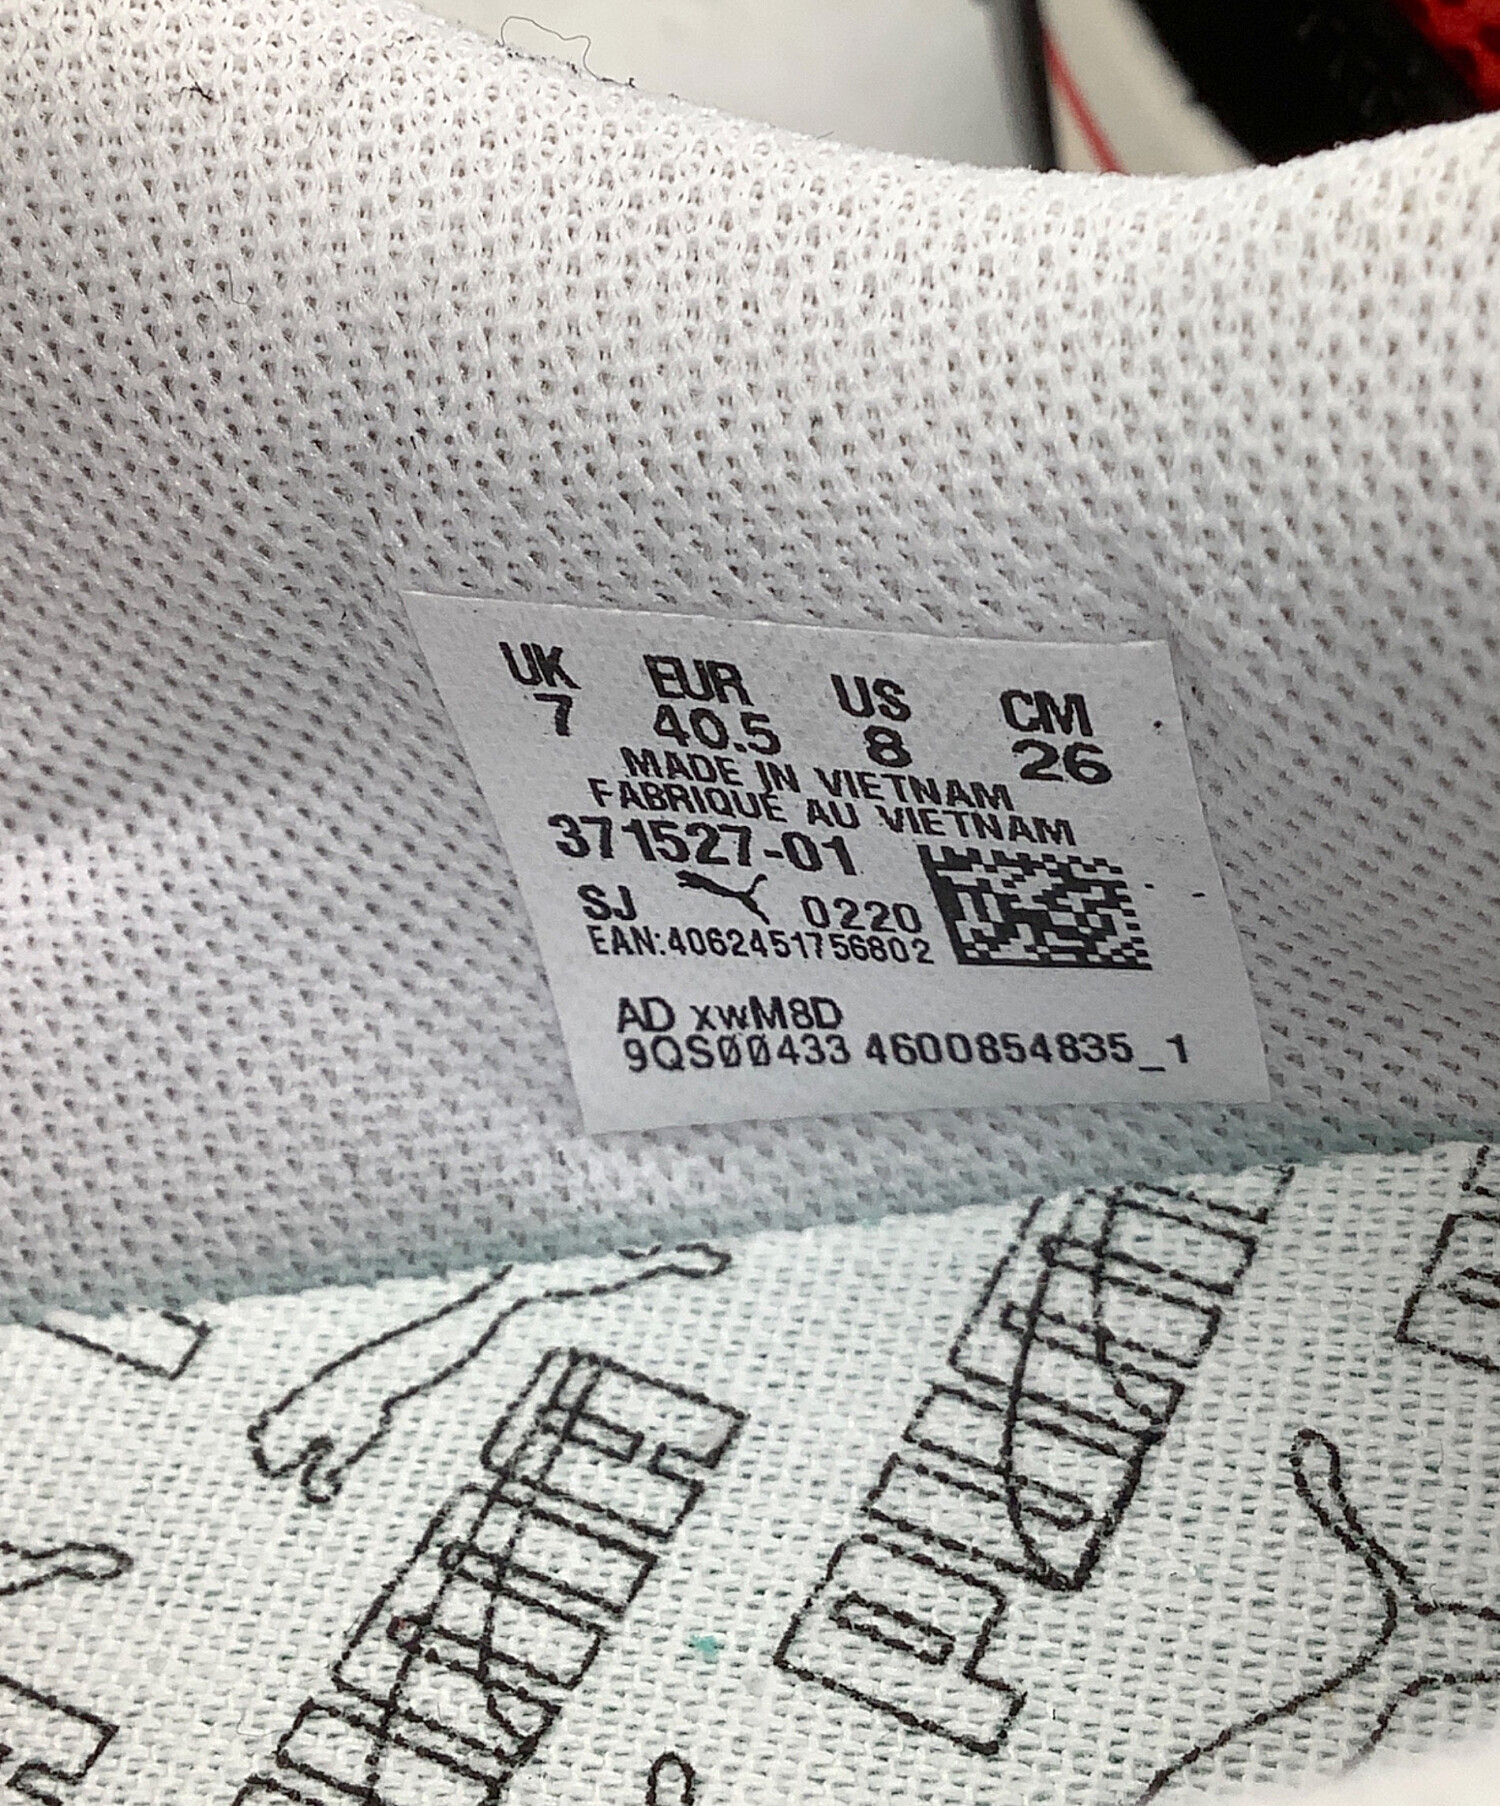 UK EUR US CM
7 40.5 8 26
MADE IN VIETNAM
FABRIQUE AU VIETNAM
371527-01
SJ 0220
EAN:4062451756802
AD xwM8D
9QS00433 4600854835_1